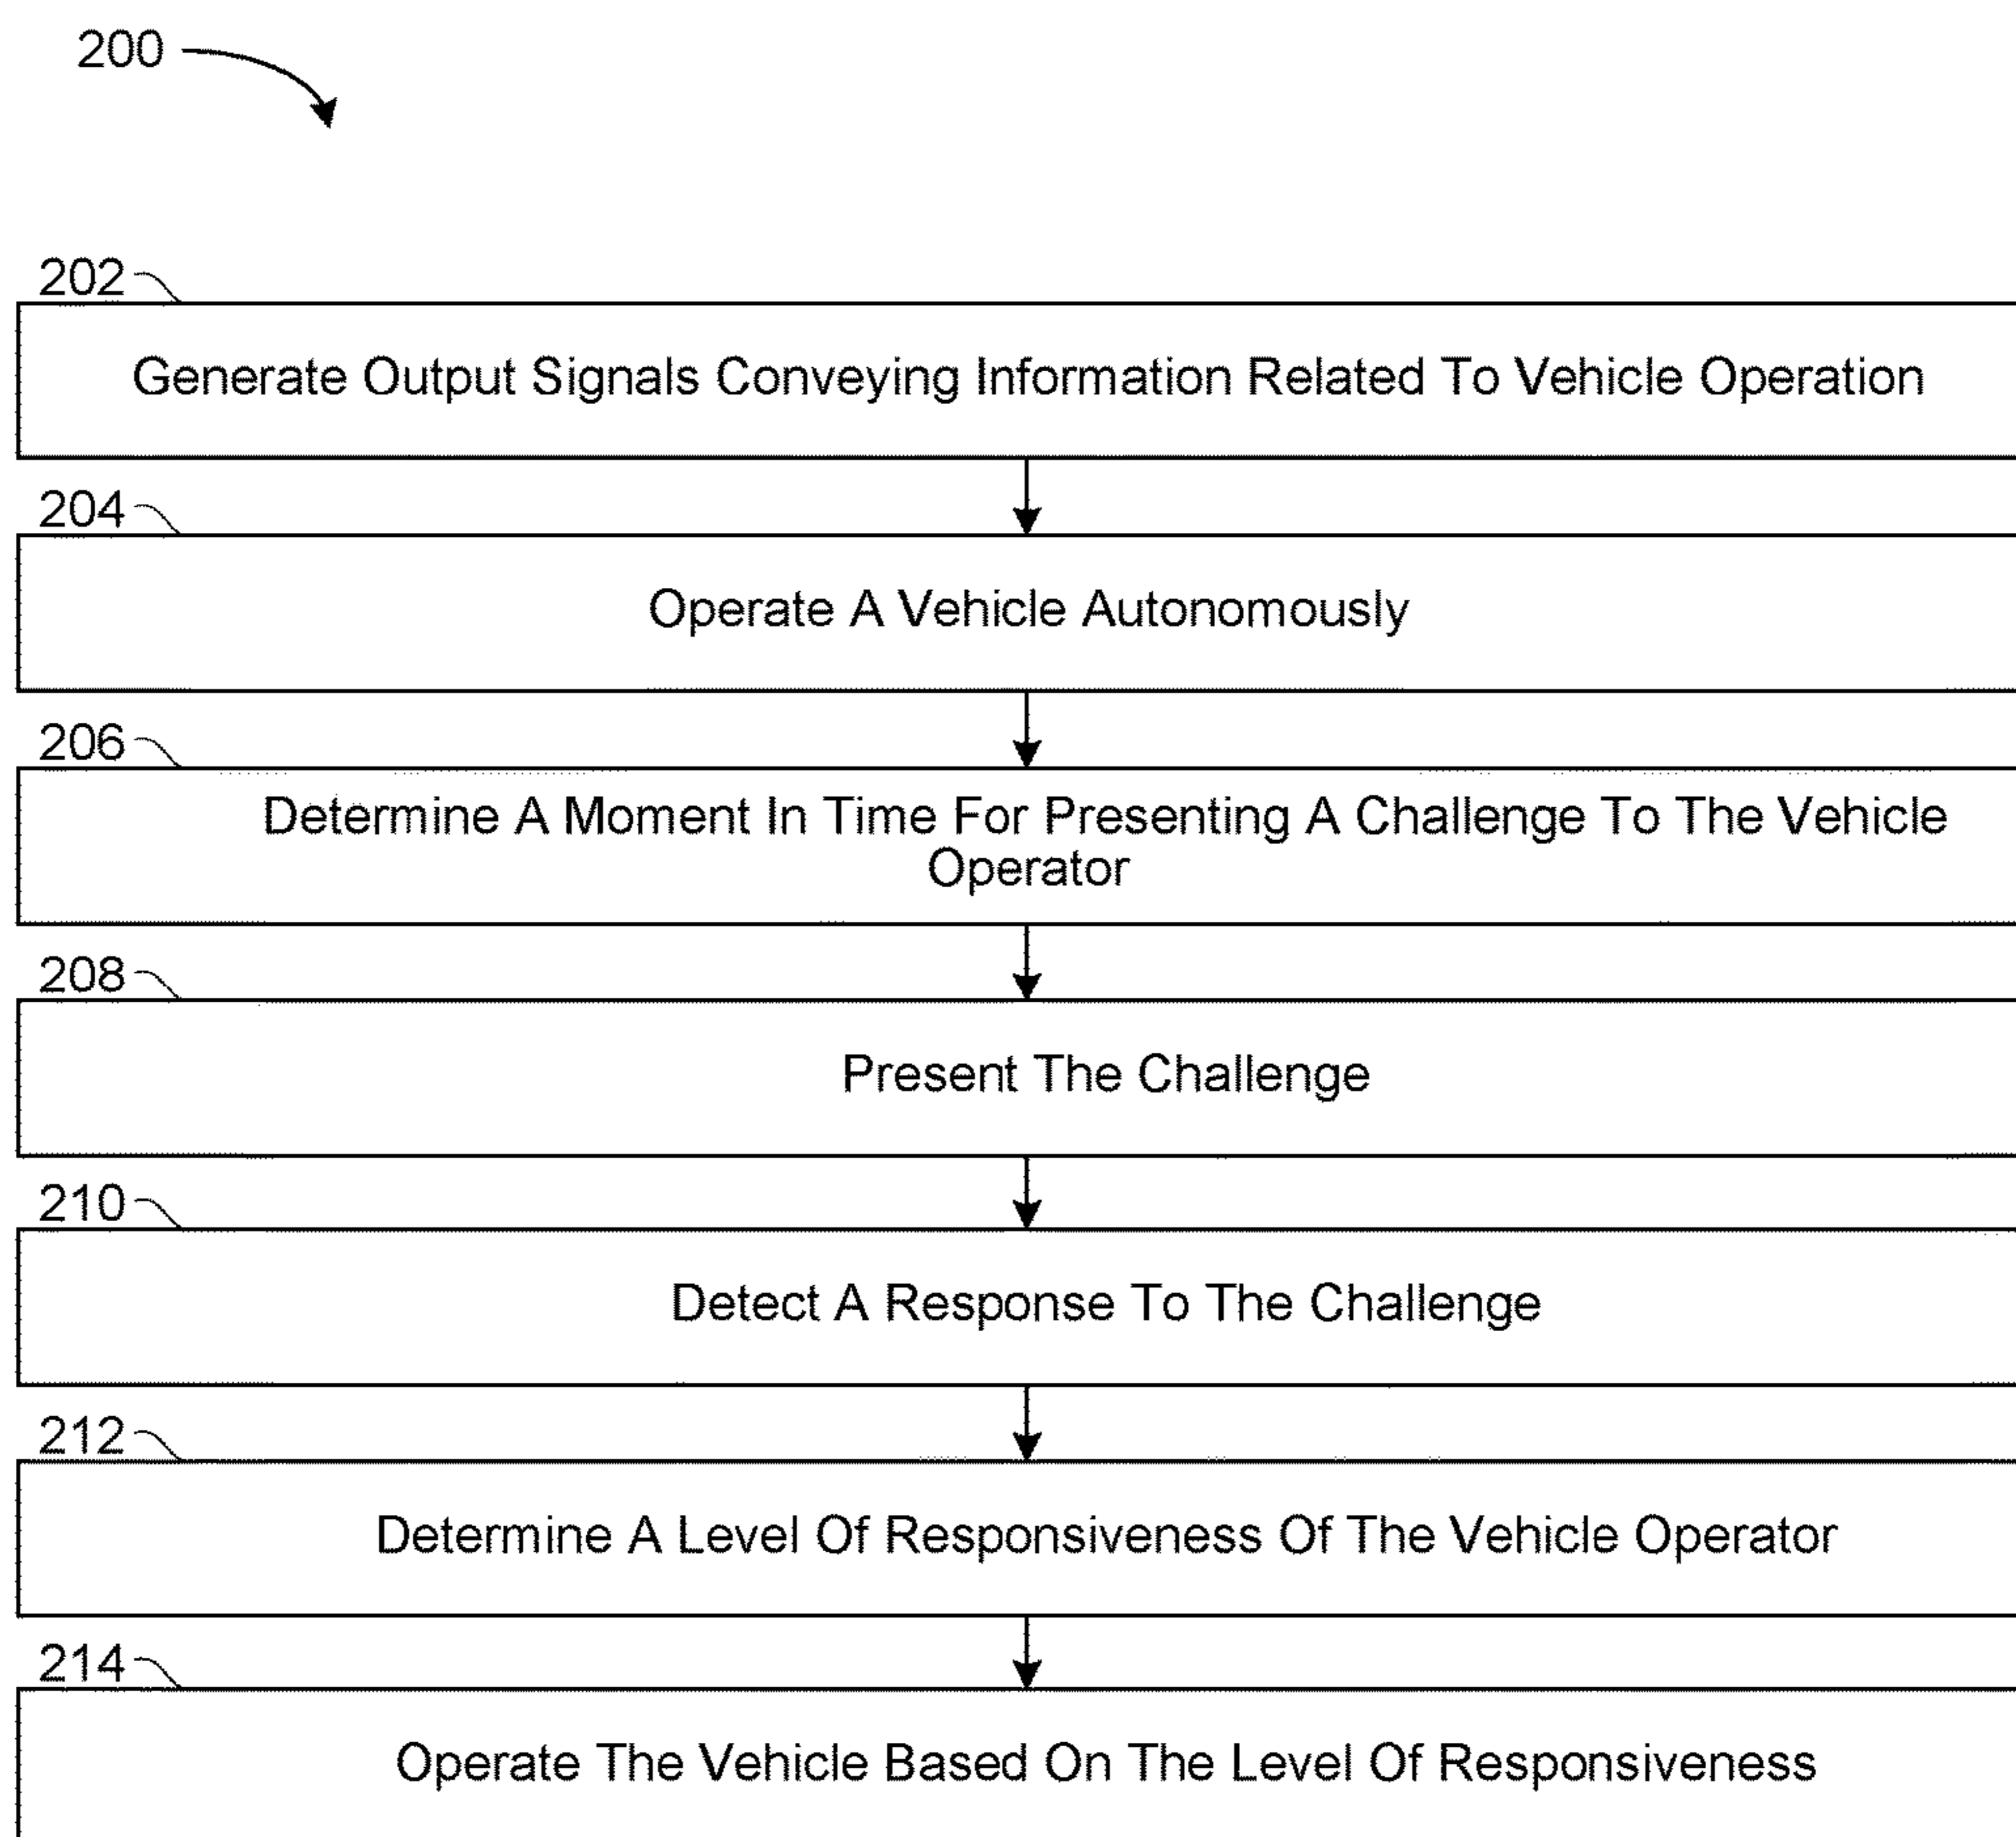 200
202
Generate Output Signals Conveying Information Related To Vehicle Operation
204
Operate A Vehicle Autonomously
206
Determine A Moment In Time For Presenting A Challenge To The Vehicle
Operator
208
Present The Challenge
210
Detect A Response To The Challenge
212
Determine A Level Of Responsiveness Of The Vehicle Operator
214
Operate The Vehicle Based On The Level Of Responsiveness